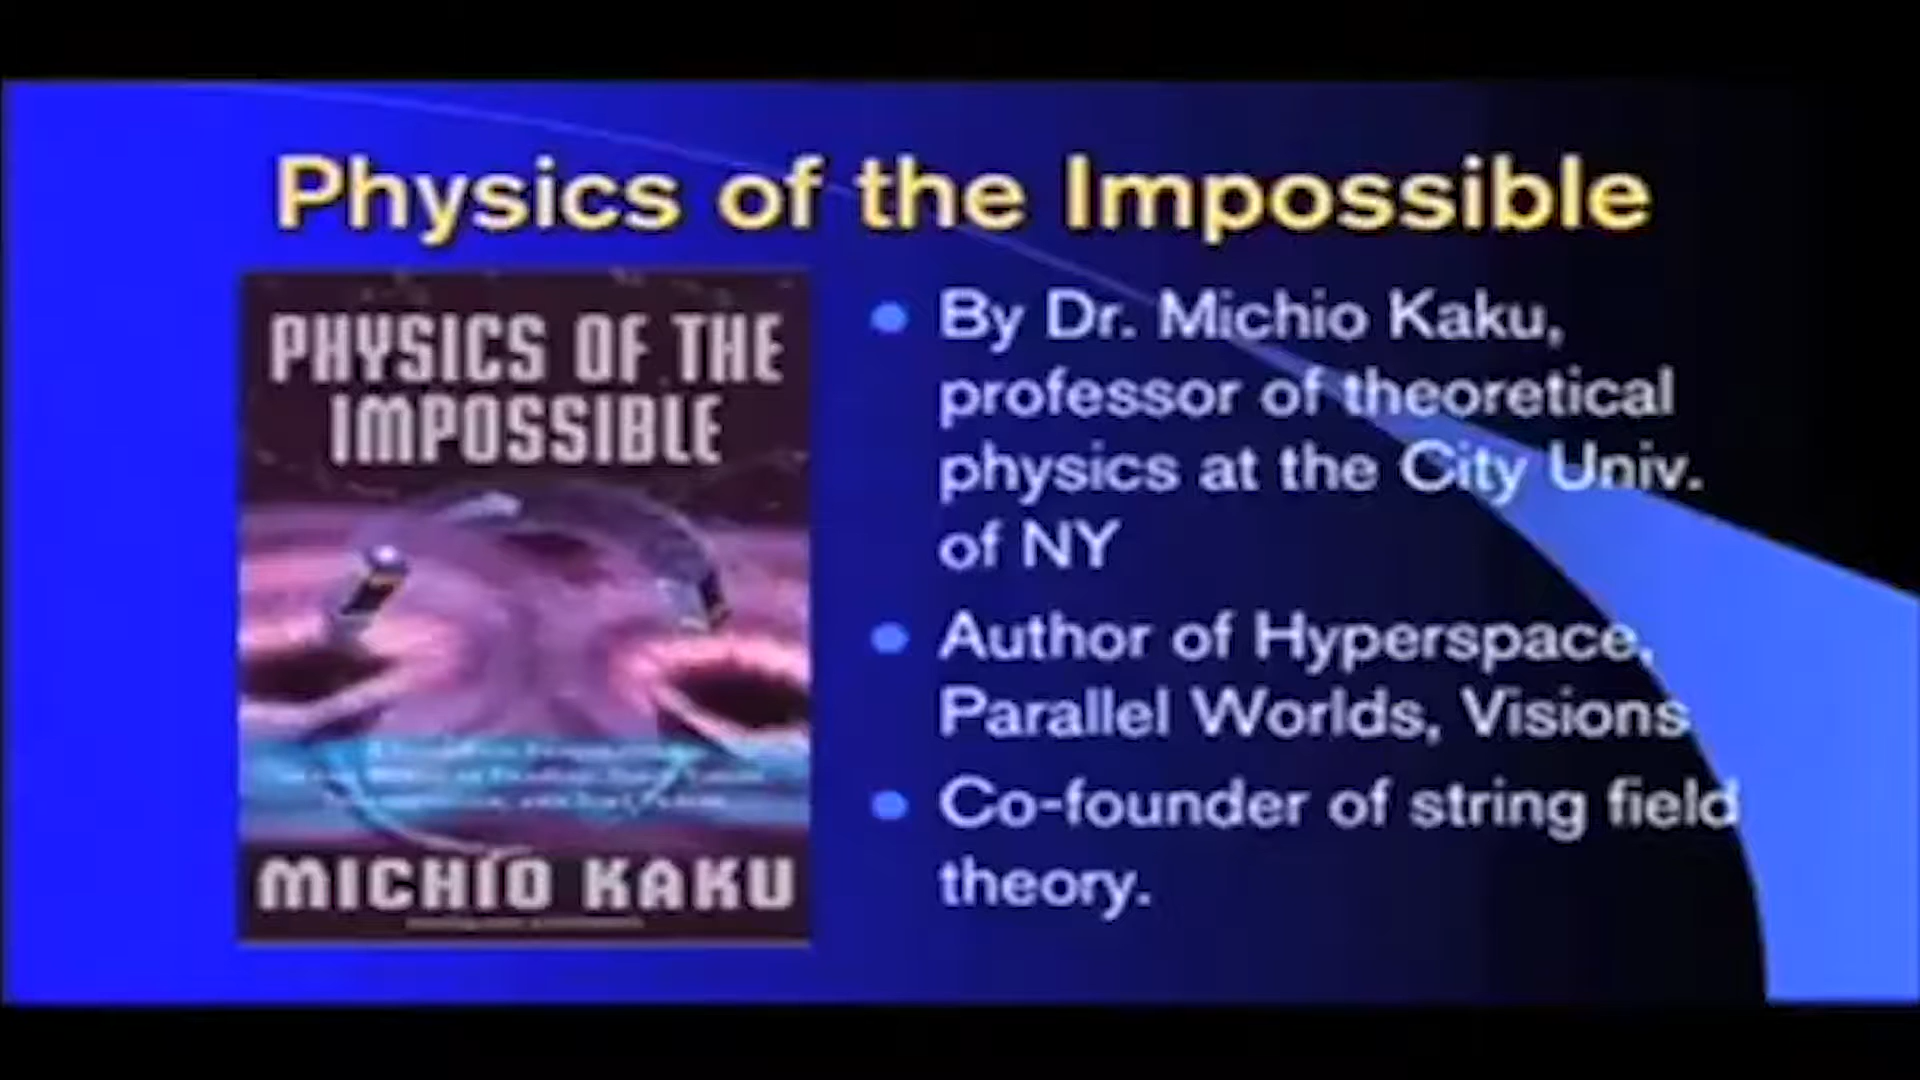 Physics of the Impossible
PHYSICS OF THE
IMPOSSIBLE
MICHIO KAKU
By Dr. Michio Kaku,
professor of theoretical
physics at the City Univ.
of NY
Author of Hyperspace,
Parallel Worlds, Visions
Co-founder of string field
theory.